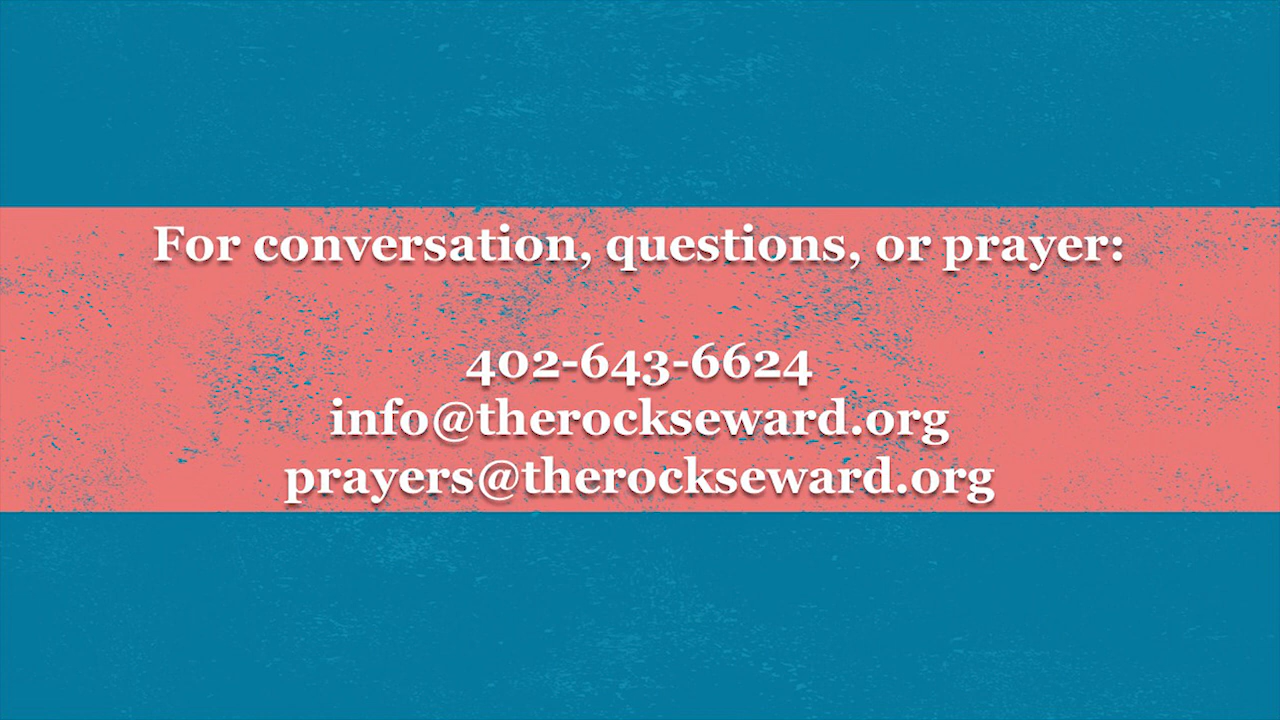 For conversation, questions, or prayer:
402-643-6624
info@therockseward.org
prayers@therockseward.org